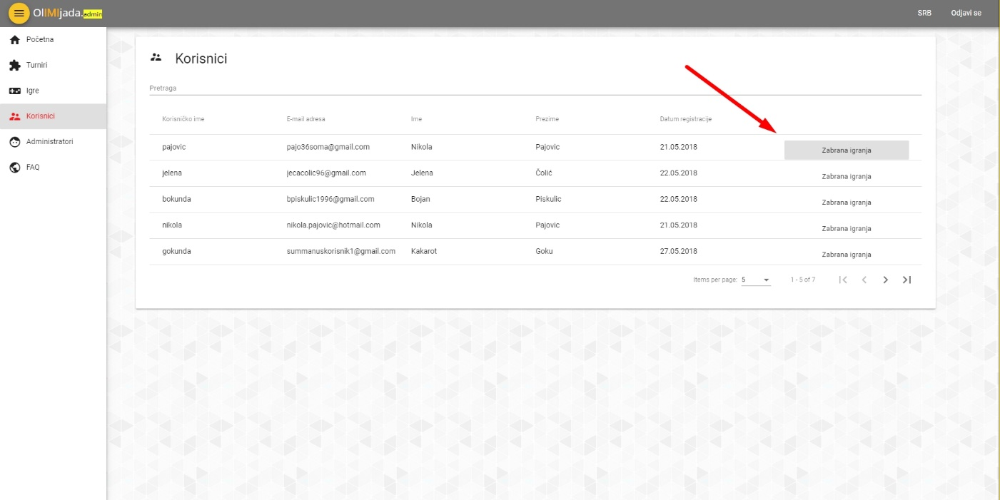 OlIMIjada.admin
SRB
Odjavi se
Početna
Turniri
Igre
Korisnici
Administratori
FAQ
Korisnici
Pretraga
Korisničko ime E-mail adresa Ime Prezime Datum registracije
pajovic pajo36soma@gmail.com Nikola Pajovic 21.05.2018 Zabrana igranja
jelena jecacolic96@gmail.com Jelena Čolić 22.05.2018 Zabrana igranja
bokunda bpiskulic1996@gmail.com Bojan Piskulic 22.05.2018 Zabrana igranja
nikola nikola.pajovic@hotmail.com Nikola Pajovic 21.05.2018 Zabrana igranja
gokunda summanuskorisnik1@gmail.com Kakarot Goku 27.05.2018 Zabrana igranja
Items per page: 5 1 - 5 of 7